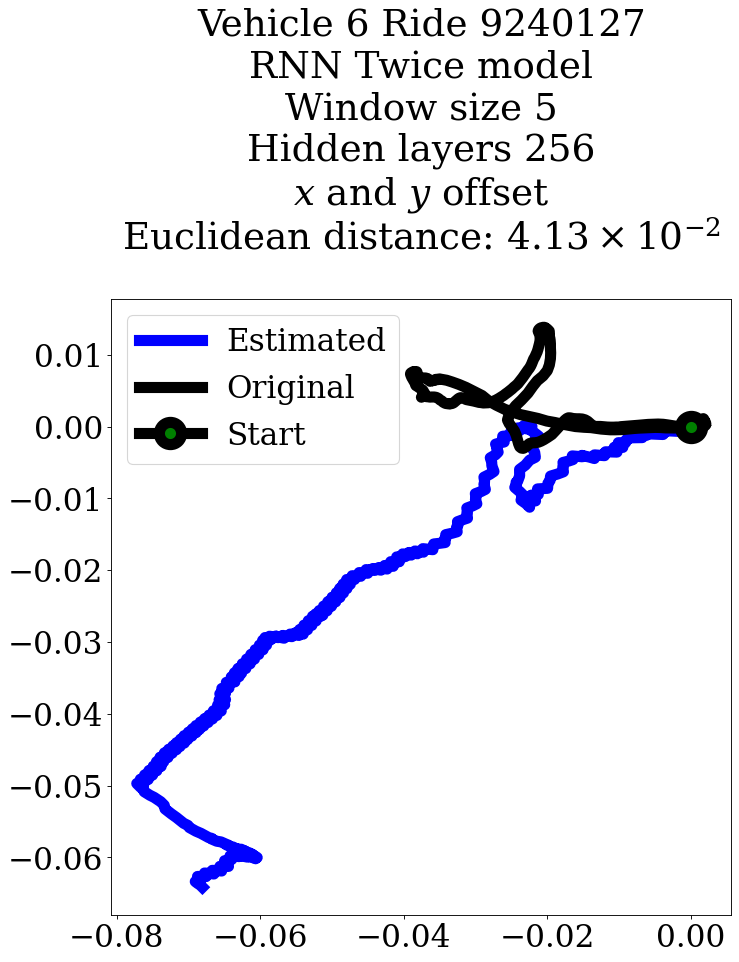 Vehicle 6 Ride 9240127
RNN Twice model
Window size 5
Hidden layers 256
x and y offset
Euclidean distance: 4.13 × 10⁻²
Estimated
Original
Start
0.01
0.00
−0.01
−0.02
−0.03
−0.04
−0.05
−0.06
−0.08 −0.06 −0.04 −0.02 0.00